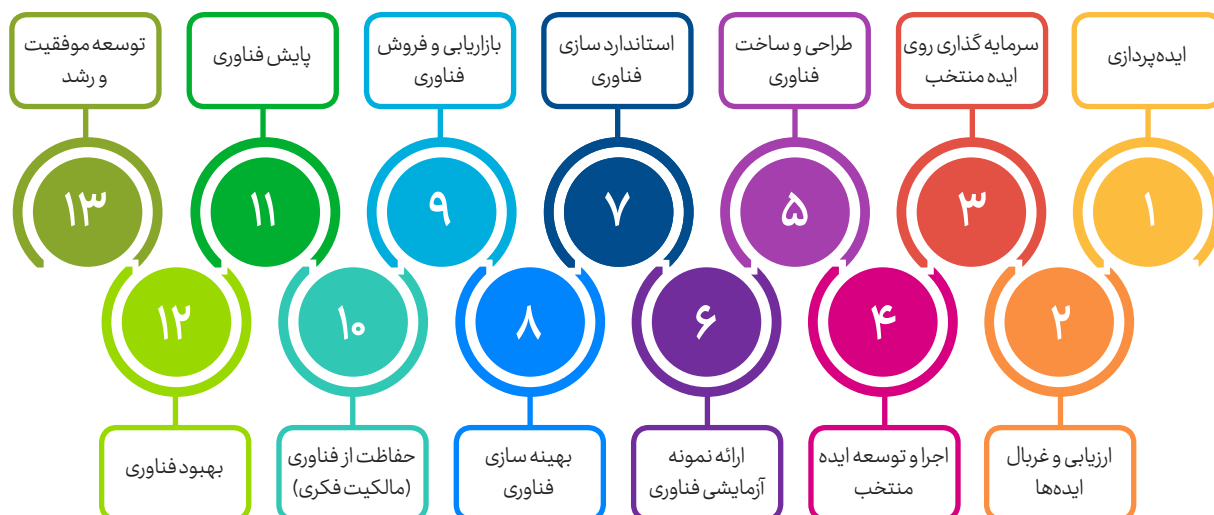 ایده‌پردازی
۱
۲
ارزیابی و غربال
ایده‌ها
سرمایه گذاری روی
ایده منتخب
۳
۴
اجرا و توسعه ایده
منتخب
طراحی و ساخت
فناوری
۵
۶
ارائه نمونه
آزمایشی فناوری
استاندارد سازی
فناوری
۷
۸
بهینه سازی
فناوری
بازاریابی و فروش
فناوری
۹
۱۰
حفاظت از فناوری
(مالکیت فکری)
پایش فناوری
۱۱
۱۲
بهبود فناوری
توسعه موفقیت
و رشد
۱۳